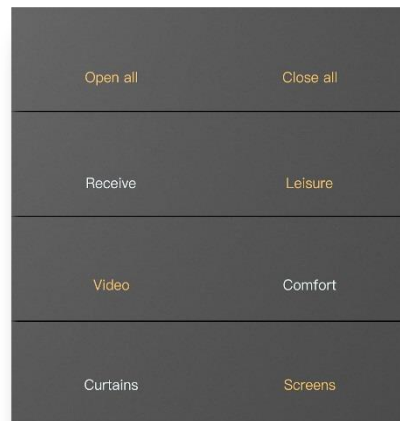 Open all Close all
Receive Leisure
Video Comfort
Curtains Screens